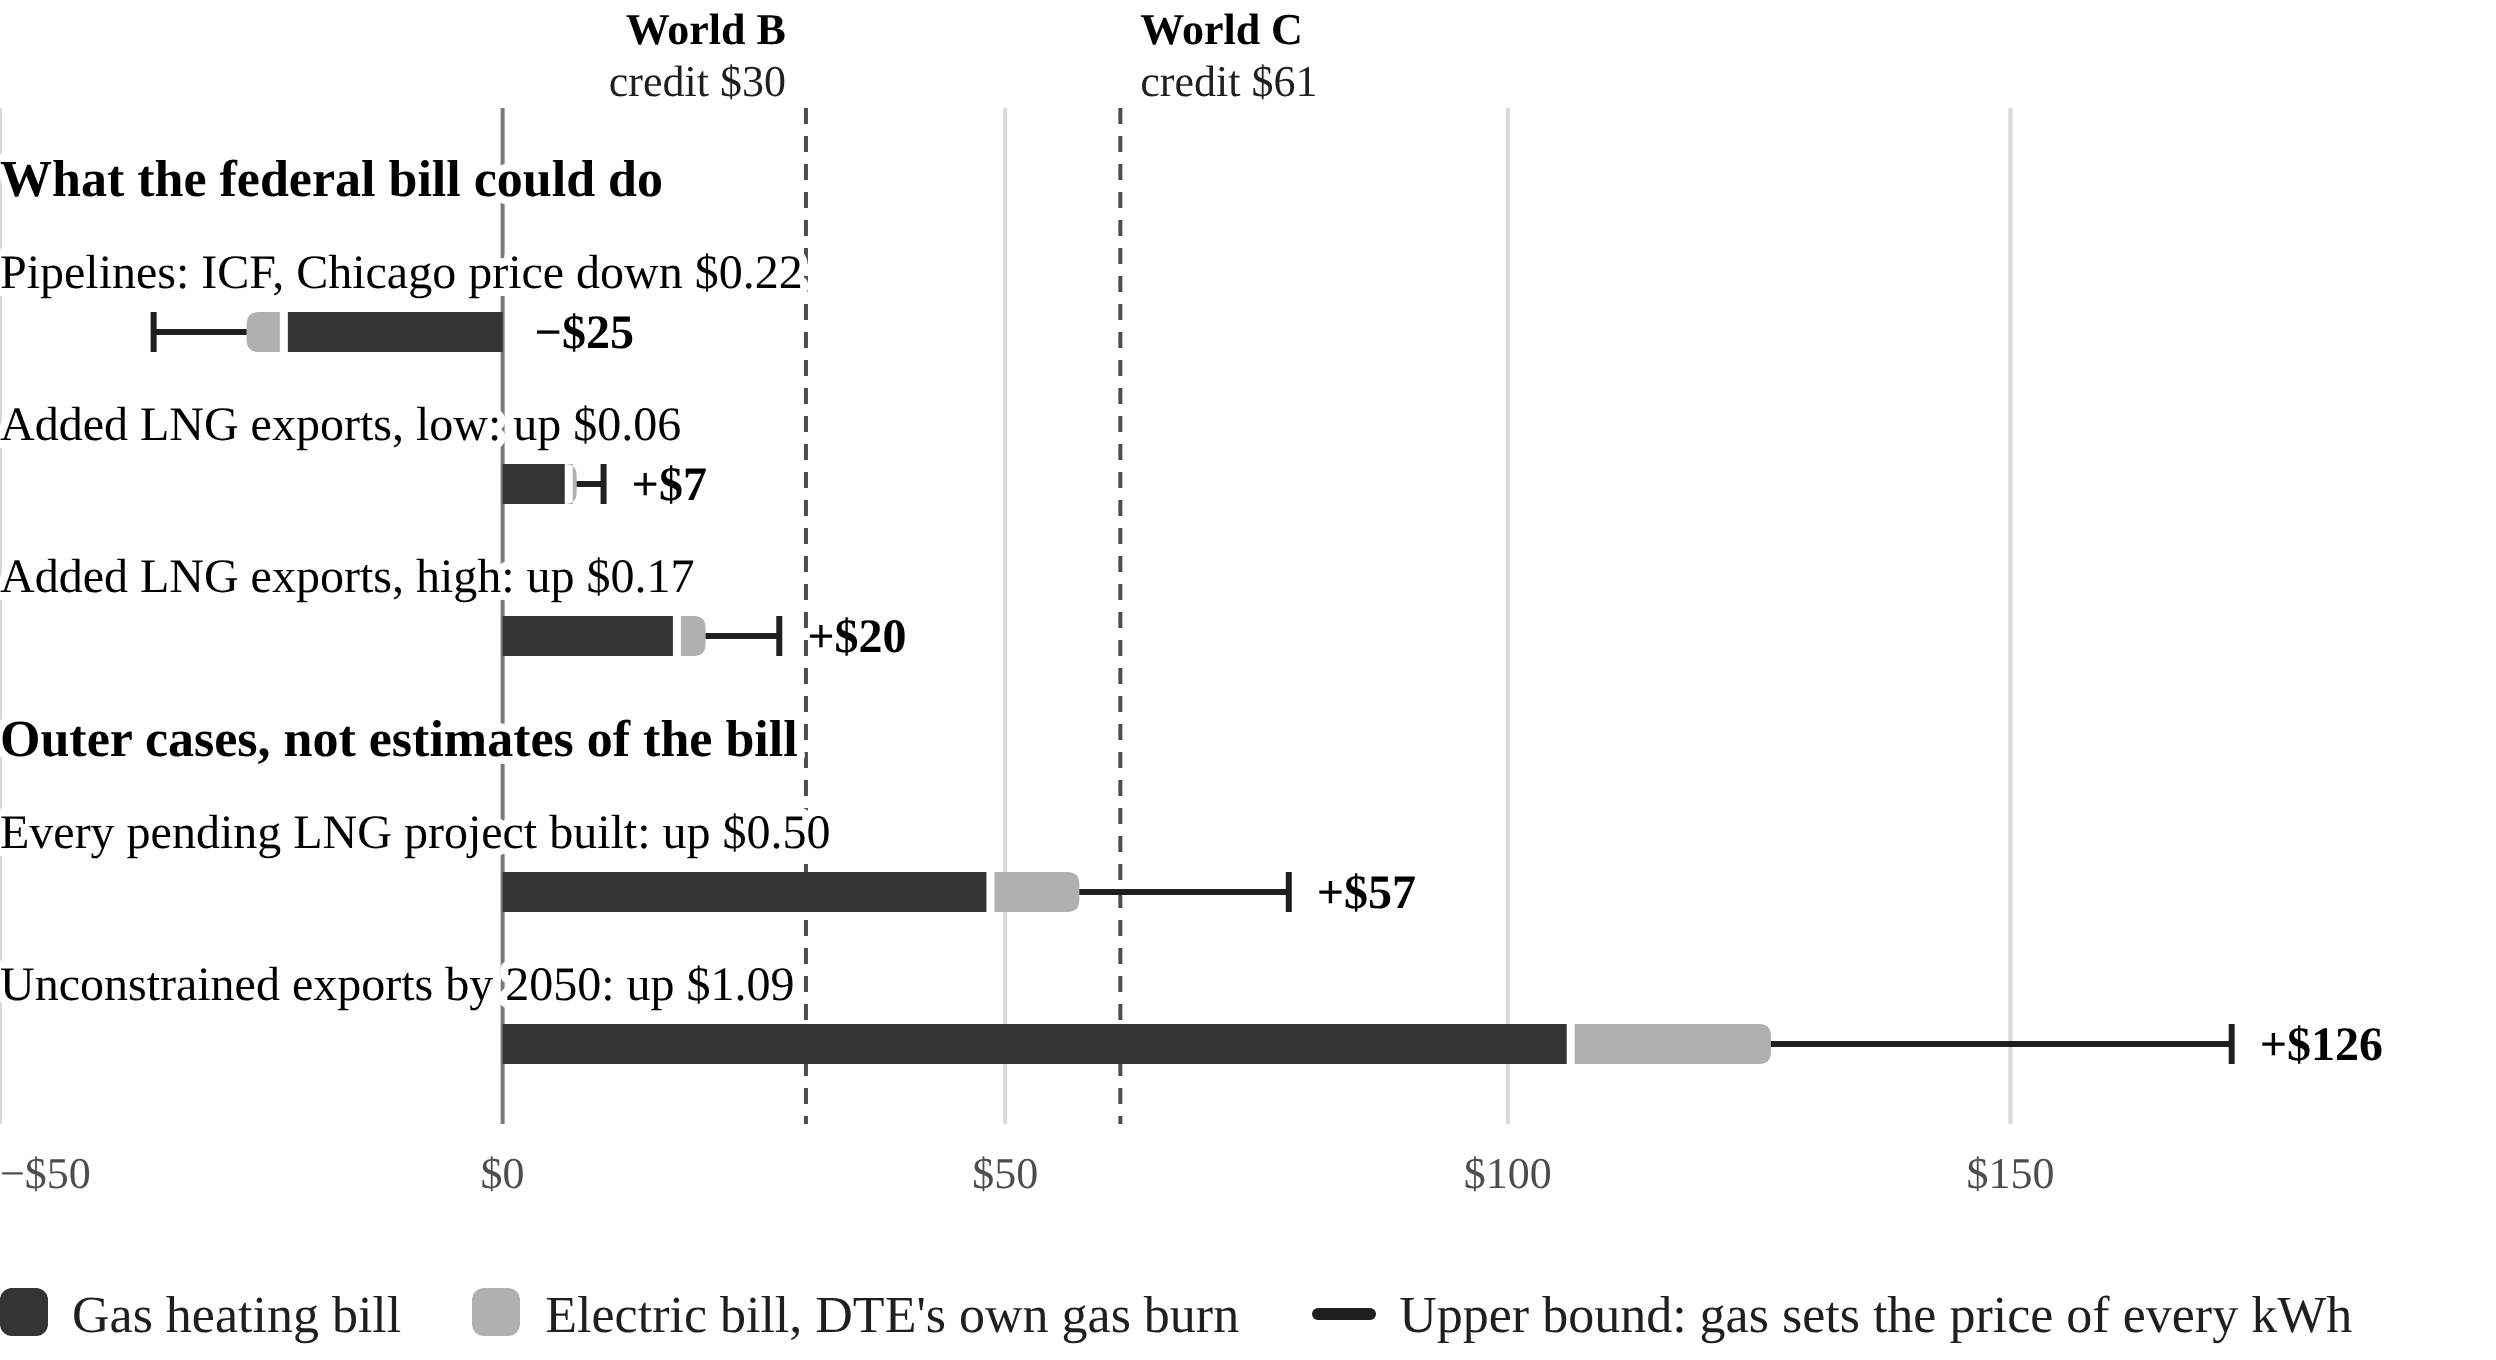 World B
credit $30
World C
credit $61
What the federal bill could do
Pipelines: ICF, Chicago price down $0.22
−$25
Added LNG exports, low: up $0.06
+$7
Added LNG exports, high: up $0.17
+$20
Outer cases, not estimates of the bill
Every pending LNG project built: up $0.50
+$57
Unconstrained exports by 2050: up $1.09
+$126
−$50 $0 $50 $100 $150
Gas heating bill Electric bill, DTE's own gas burn Upper bound: gas sets the price of every kWh